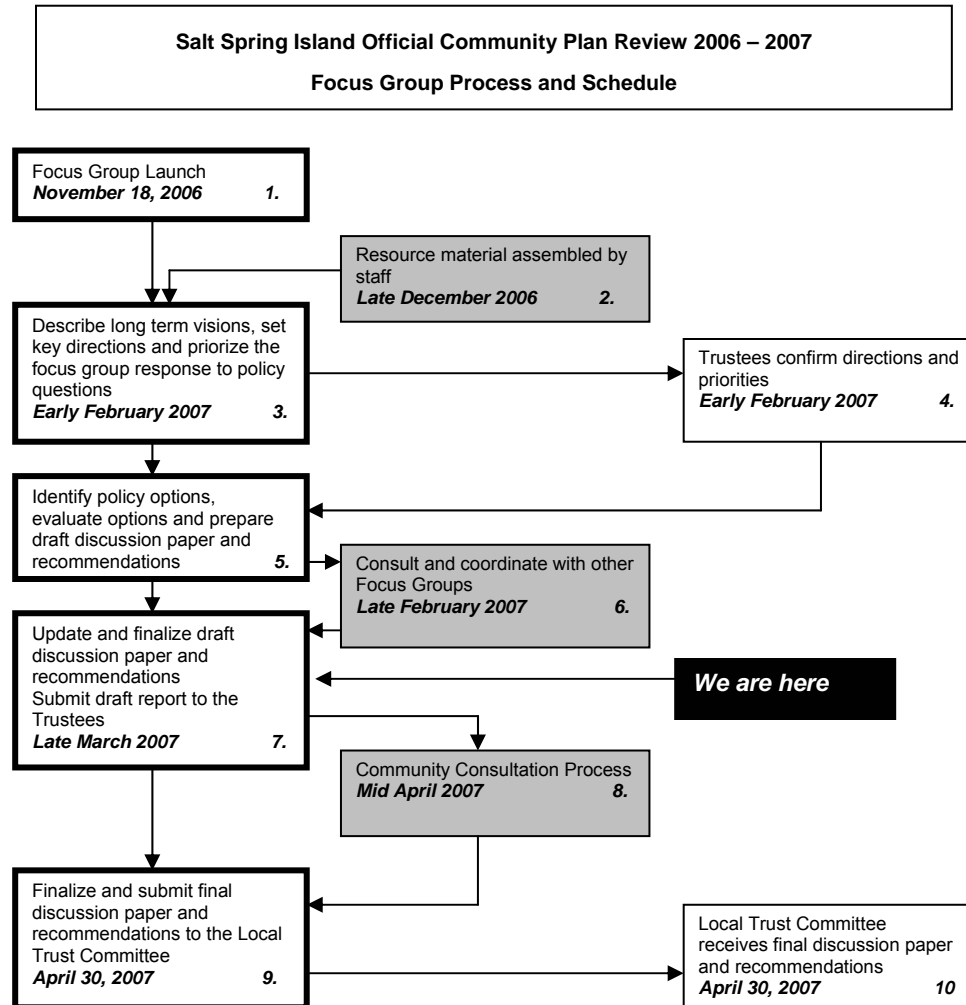 Salt Spring Island Official Community Plan Review 2006 – 2007
Focus Group Process and Schedule
Focus Group Launch
November 18, 2006 1.
Resource material assembled by
staff
Late December 2006 2.
Describe long term visions, set
key directions and priorize the
focus group response to policy
questions
Early February 2007 3.
Trustees confirm directions and
priorities
Early February 2007 4.
Identify policy options,
evaluate options and prepare
draft discussion paper and
recommendations 5.
Consult and coordinate with other
Focus Groups
Late February 2007 6.
Update and finalize draft
discussion paper and
recommendations
Submit draft report to the
Trustees
Late March 2007 7.
We are here
Community Consultation Process
Mid April 2007 8.
Finalize and submit final
discussion paper and
recommendations to the Local
Trust Committee
April 30, 2007 9.
Local Trust Committee
receives final discussion paper
and recommendations
April 30, 2007 10